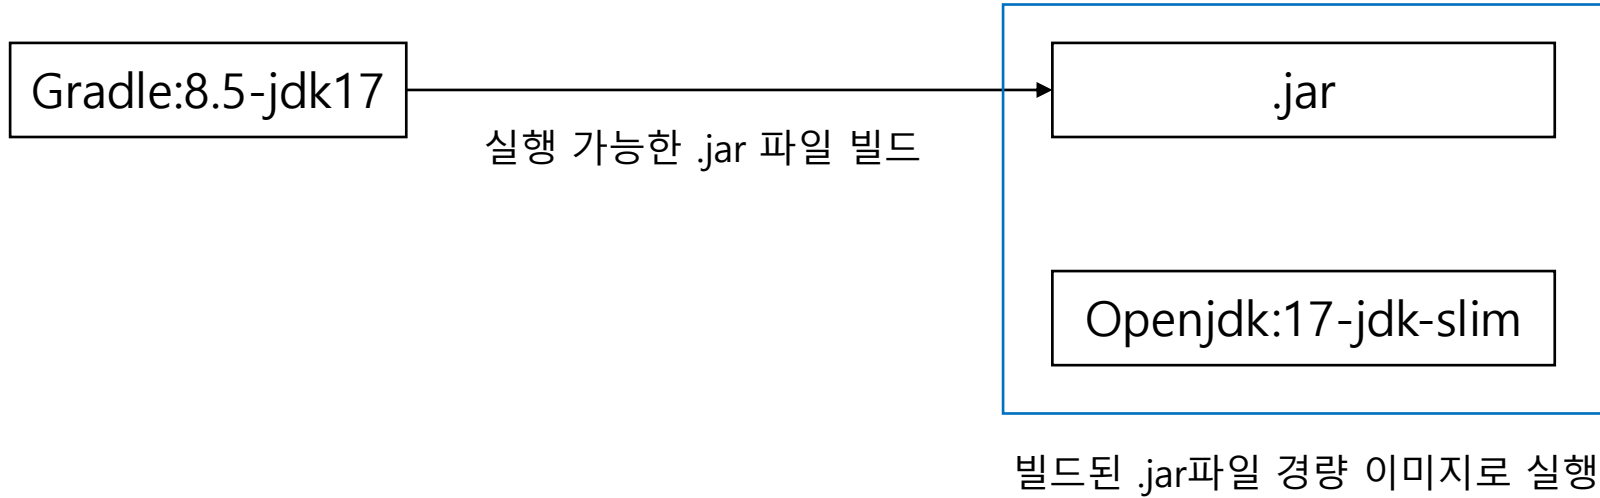 Gradle:8.5-jdk17
실행 가능한 .jar 파일 빌드
.jar
Openjdk:17-jdk-slim
빌드된 .jar파일 경량 이미지로 실행